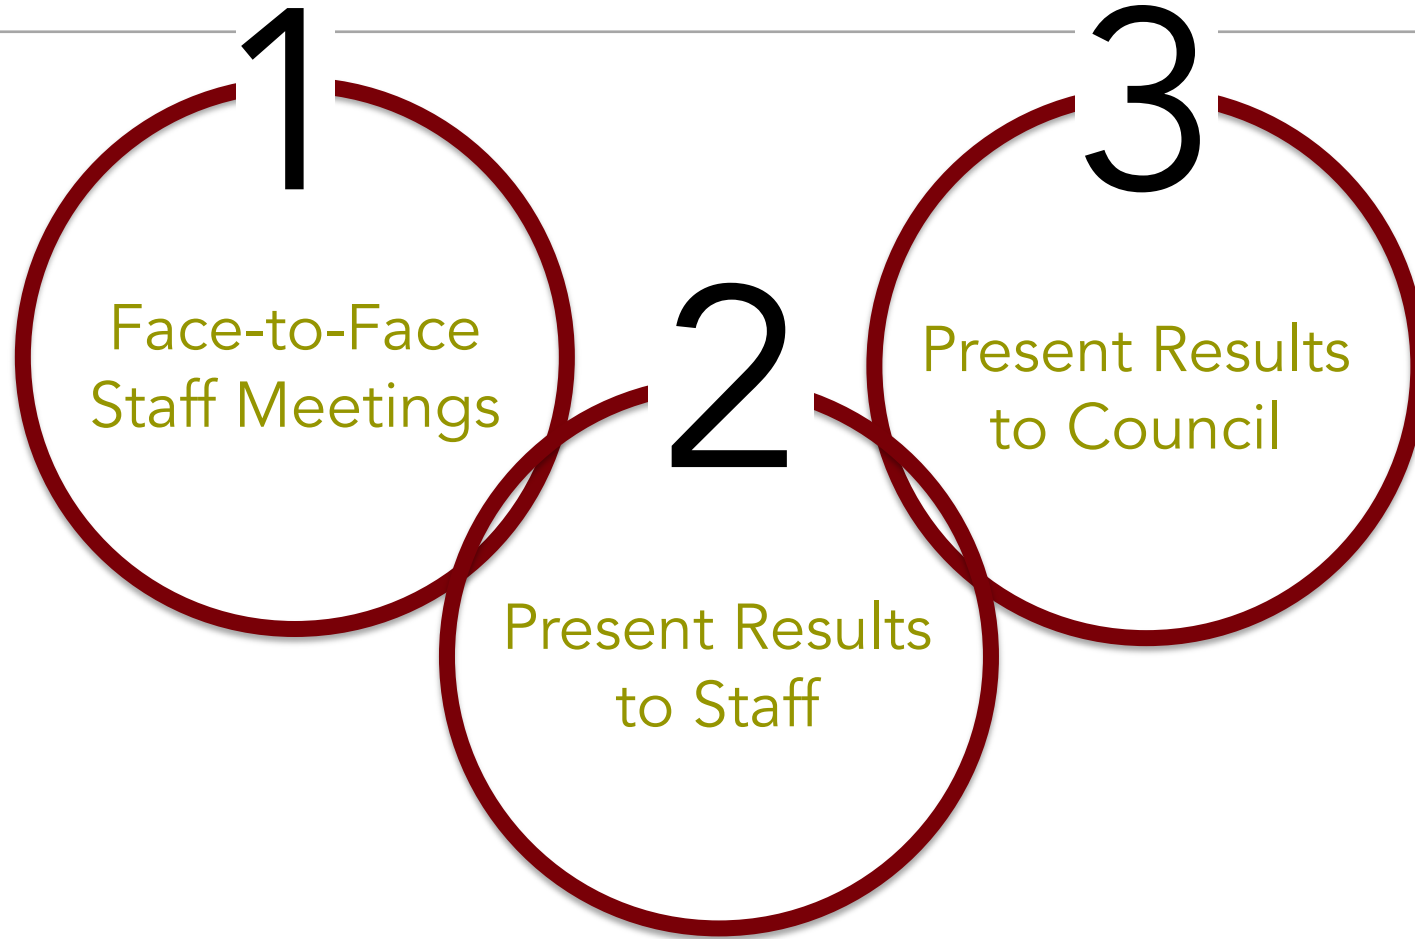 1
Face-to-Face
Staff Meetings
2
Present Results
to Staff
3
Present Results
to Council